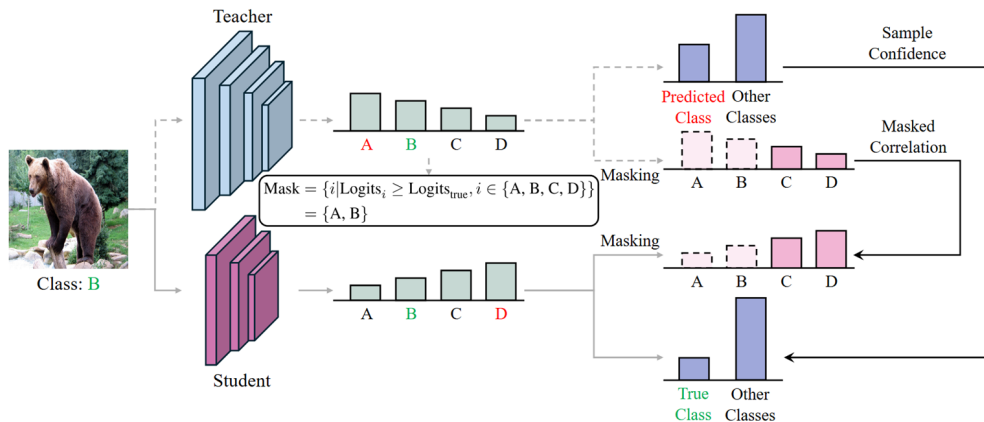 Teacher
Sample
Confidence
A B C D
Predicted Other
Class Classes
Masked
Correlation
Mask = {i|Logits_i ≥ Logits_true, i ∈ {A, B, C, D}}
= {A, B}
Masking
A B C D
Class: B
Masking
A B C D
A B C D
Student
True Other
Class Classes